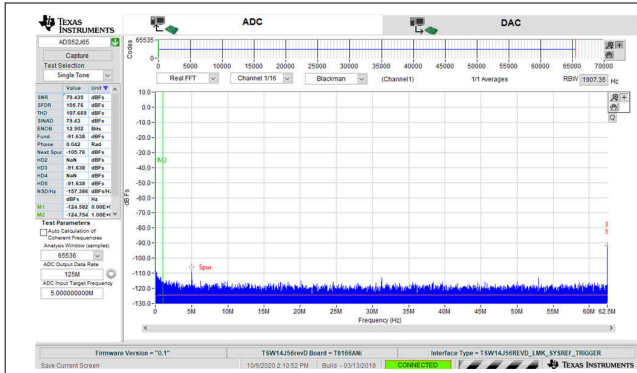 TEXAS INSTRUMENTS
ADC
DAC
ADS52J65
Capture
Test Selection
Single Tone
Codes
65535
0
0 5000 10000 15000 20000 25000 30000 35000 40000 45000 50000 55000 60000 65000 70000
Real FFT
Channel 1/16
Blackman
(Channel1)
1/1 Averages
RBW 1907.35 Hz
Value Unit
SNR 79.435 dBFs
SFDR 105.76 dBFs
THD 107.669 dBFs
SINAD 79.43 dBFs
ENOB 12.902 Bits
Fund. -91.638 dBFs
Phase 0.042 Rad
Next Spur -105.76 dBFs
HD2 NaN dBFs
HD3 -91.638 dBFs
HD4 NaN dBFs
HD5 -91.638 dBFs
NSD/Hz -157.386 dBFs/H
dBFs Hz
M1 -124.582 0.00E+
M2 -124.794 1.00E+
Test Parameters
Auto Calculation of
Coherent Frequencies
Analysis Window (samples)
65536
ADC Output Data Rate
125M
ADC Input Target Frequency
5.000000000M
dBFs
10.0
0.0
-10.0
-20.0
-30.0
-40.0
-50.0
-60.0
-70.0
-80.0
-90.0
-100.0
-110.0
-120.0
-130.0
M2
Spur
3
5
0 5M 10M 15M 20M 25M 30M 35M 40M 45M 50M 55M 60M 62.5M
Frequency (Hz)
Firmware Version = "0.1"
TSW14J56revD Board = T8166ANi
Interface Type = TSW14J56REVD_LMK_SYSREF_TRIGGER
Save Current Screen
10/6/2020 2:10:52 PM
Build - 03/13/2019
CONNECTED
TEXAS INSTRUMENTS